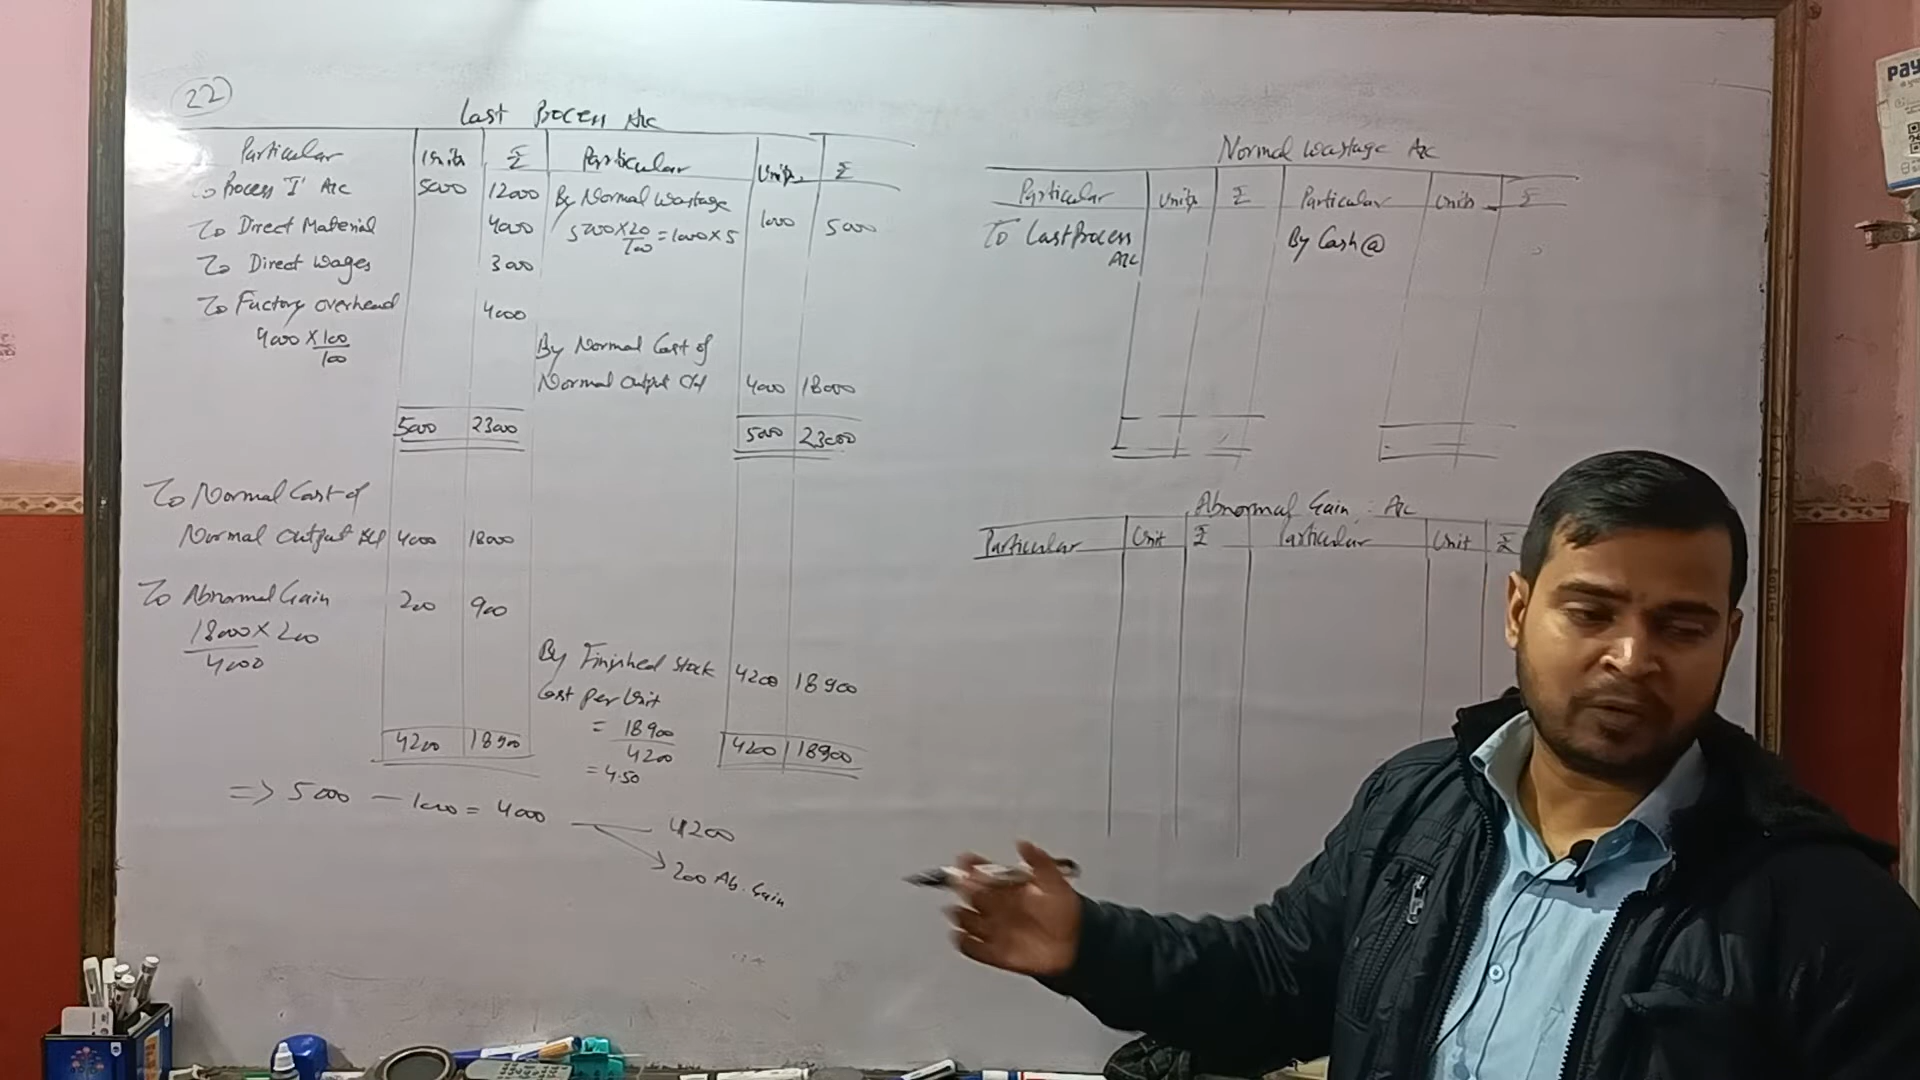 22
Last Process A/c
Particular Units ₹ Particular Units ₹
To Process 'I' A/c 5000 12000 By Normal Wastage
5000 × 20/100 = 1000 × 5 1000 5000
To Direct Material 4000
To Direct Wages 3000
To Factory overhead 4000
4000 × 100/100
By Normal Cost of
Normal Output c/d 4000 18000
5000 23000 5000 23000
To Normal Cost of
Normal Output B/d 4000 18000
To Abnormal Gain 200 900
18000 × 200
4000
By Finished Stock 4200 18900
Cost per Unit
= 18900
4200
= 4.50
4200 18900 4200 18900
=> 5000 - 1000 = 4000
4200
200 Ab. Gain
Normal Wastage A/c
Particular Units ₹ Particular Units ₹
To Last Process
A/c
By Cash @
Abnormal Gain A/c
Particular Unit ₹ Particular Unit ₹
Pay